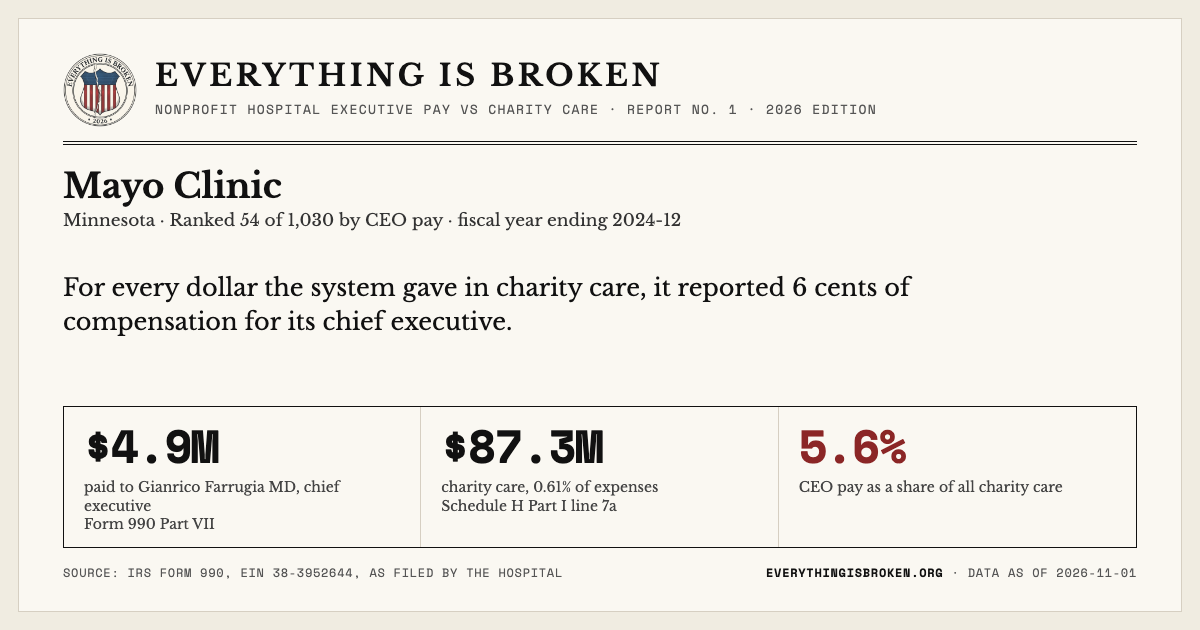 EVERYTHING IS BROKEN
2026
EVERYTHING IS BROKEN
NONPROFIT HOSPITAL EXECUTIVE PAY VS CHARITY CARE · REPORT NO. 1 · 2026 EDITION
Mayo Clinic
Minnesota · Ranked 54 of 1,030 by CEO pay · fiscal year ending 2024-12
For every dollar the system gave in charity care, it reported 6 cents of
compensation for its chief executive.
$4.9M
paid to Gianrico Farrugia MD, chief
executive
Form 990 Part VII
$87.3M
charity care, 0.61% of expenses
Schedule H Part I line 7a
5.6%
CEO pay as a share of all charity care
SOURCE: IRS FORM 990, EIN 38-3952644, AS FILED BY THE HOSPITAL
EVERYTHINGISBROKEN.ORG · DATA AS OF 2026-11-01